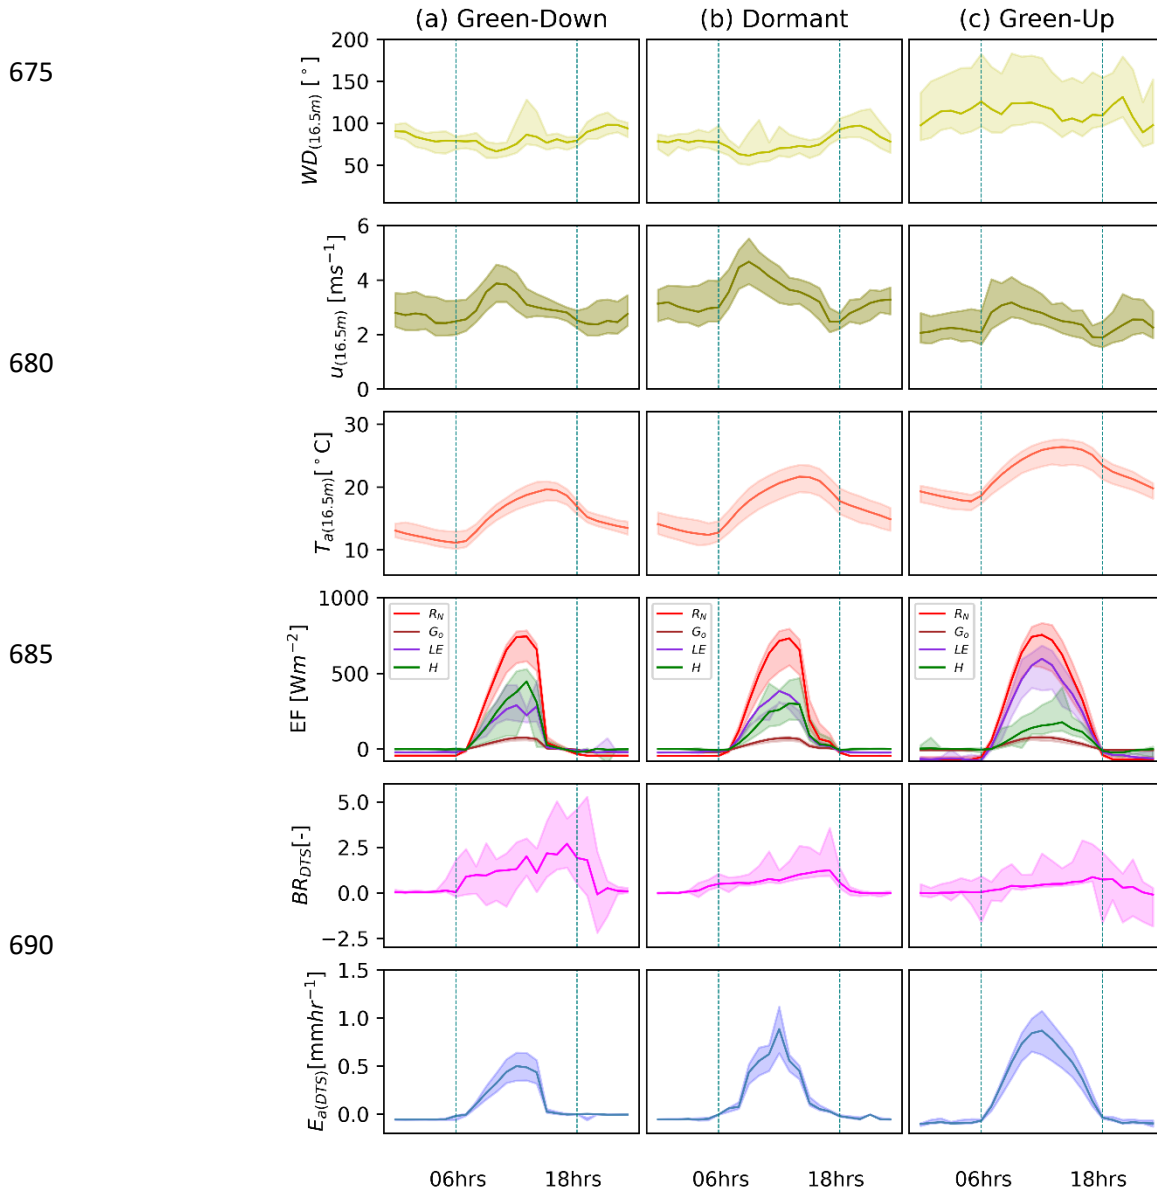 (a) Green-Down (b) Dormant (c) Green-Up
675
WD(16.5m) [°]
200
150
100
50
u(16.5m) [ms⁻¹]
6
4
2
0
680
Ta(16.5m)[°C]
30
20
10
685
EF [Wm⁻²]
1000
500
0
RN
Go
LE
H
RN
Go
LE
H
RN
Go
LE
H
BRDTS[-]
5.0
2.5
0.0
−2.5
690
Ea(DTS)[mmhr⁻¹]
1.5
1.0
0.5
0.0
06hrs 18hrs 06hrs 18hrs 06hrs 18hrs